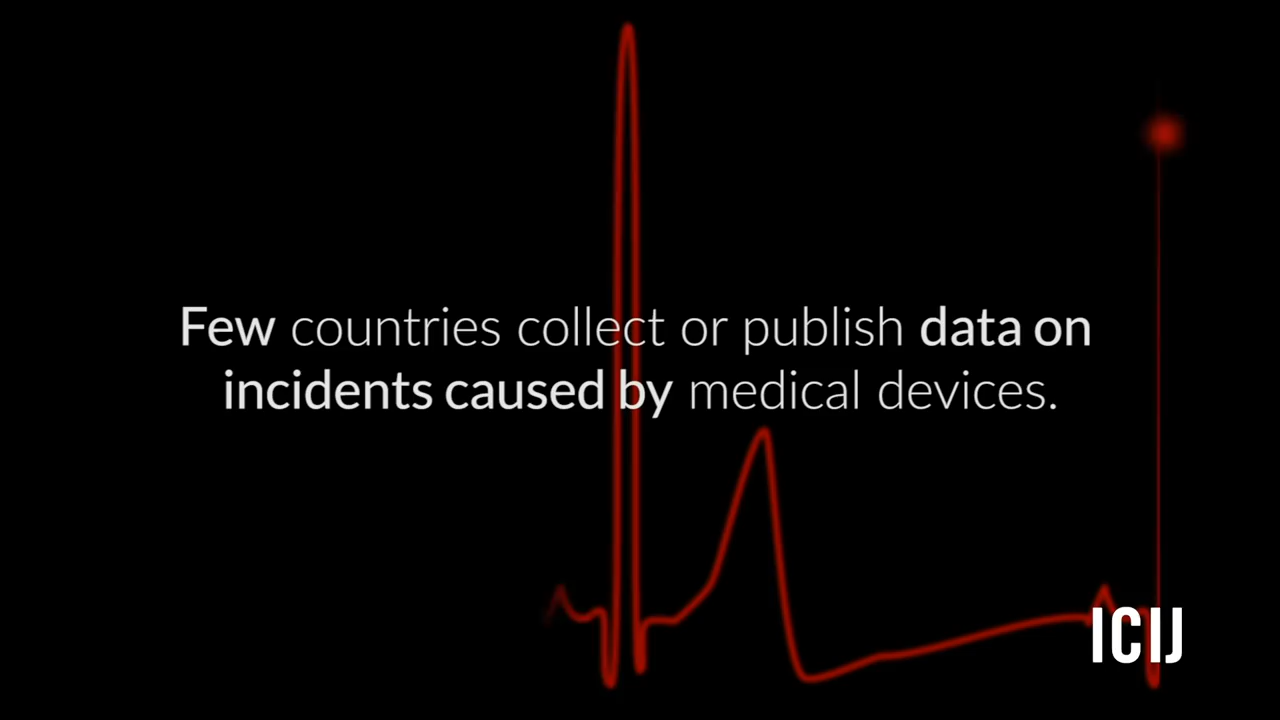 Few countries collect or publish data on
incidents caused by medical devices.
ICIJ